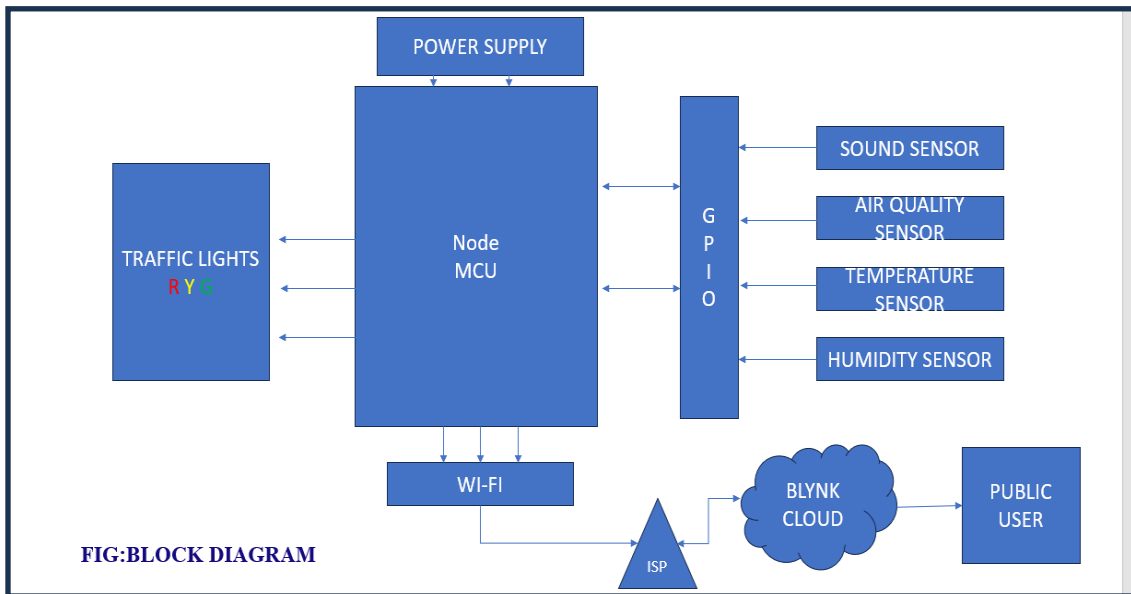 POWER SUPPLY
TRAFFIC LIGHTS
R Y G
Node
MCU
G
P
I
O
SOUND SENSOR
AIR QUALITY
SENSOR
TEMPERATURE
SENSOR
HUMIDITY SENSOR
WI-FI
ISP
BLYNK
CLOUD
PUBLIC
USER
FIG:BLOCK DIAGRAM